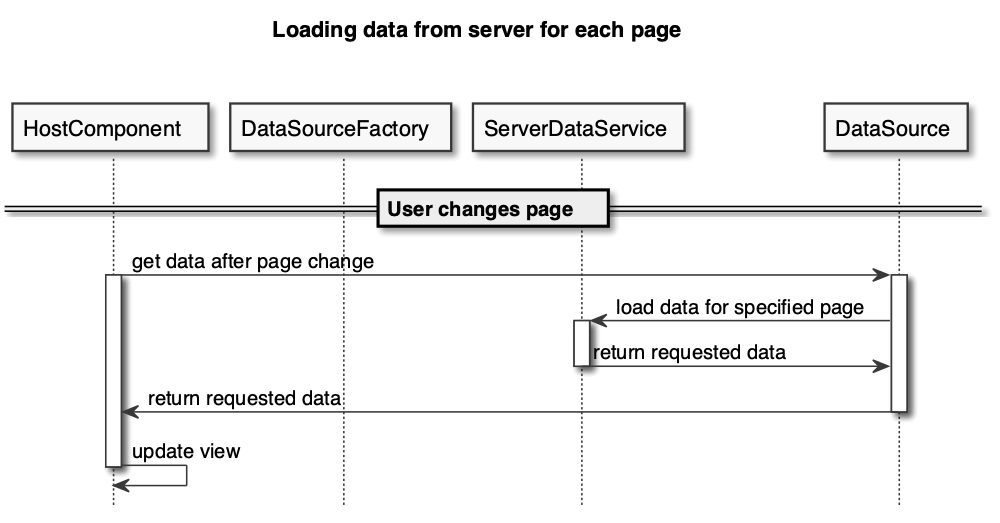 Loading data from server for each page
HostComponent
DataSourceFactory
ServerDataService
DataSource
User changes page
get data after page change
load data for specified page
return requested data
return requested data
update view